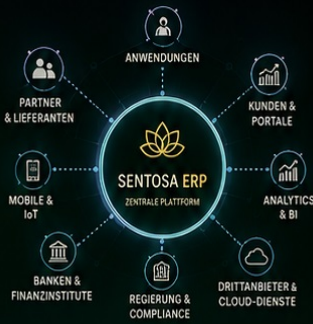 ANWENDUNGEN
PARTNER
& LIEFERANTEN
KUNDEN &
PORTALE
SENTOSA ERP
ZENTRALE PLATTFORM
MOBILE &
IoT
ANALYTICS
& BI
BANKEN &
FINANZINSTITUTE
REGIERUNG &
COMPLIANCE
DRITTANBIETER &
CLOUD-DIENSTE